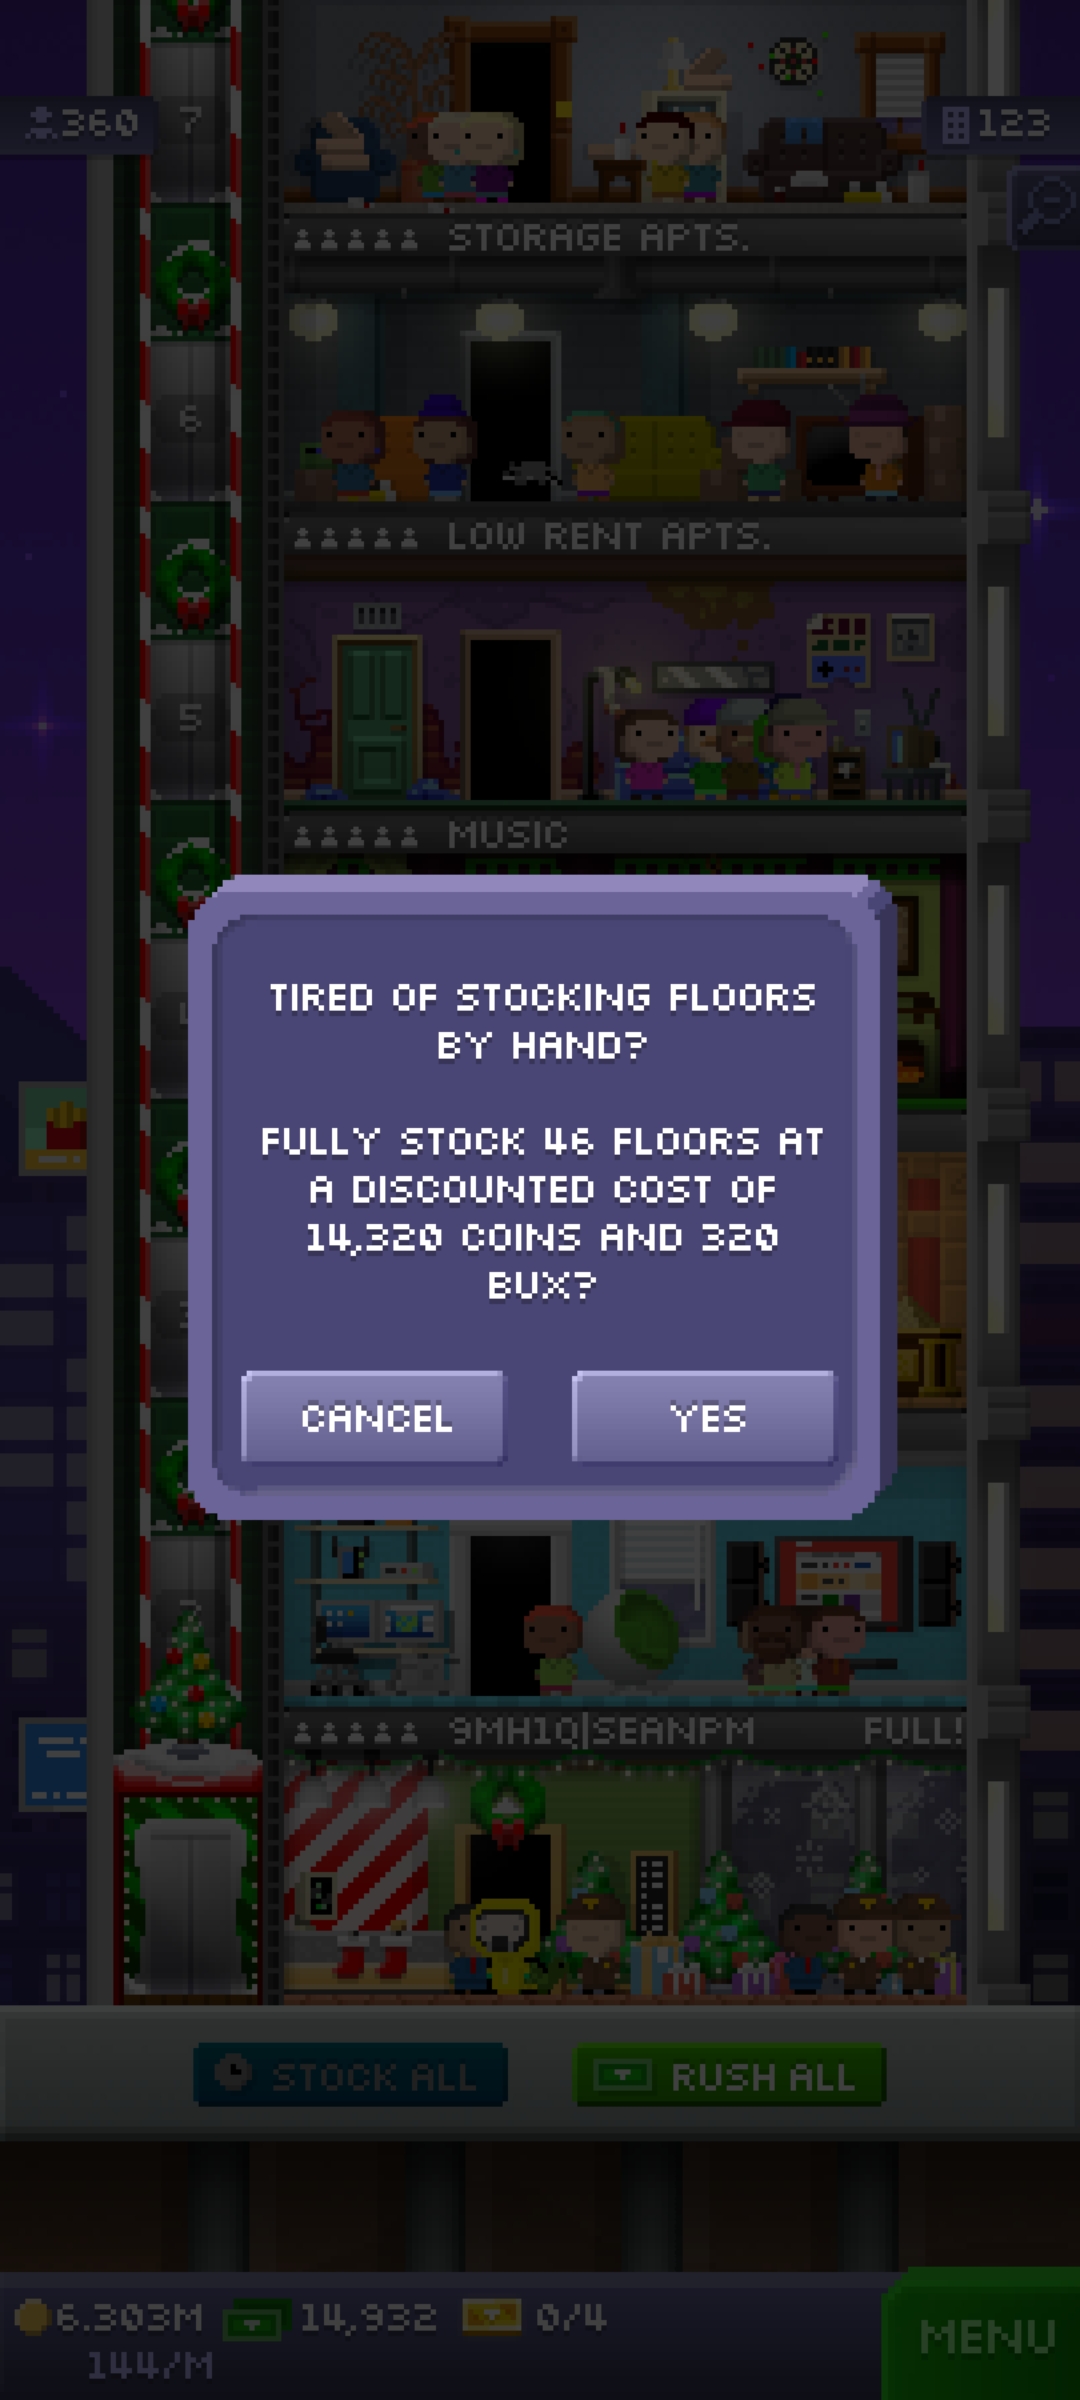 7
360
123
STORAGE APTS.
6
LOW RENT APTS.
5
MUSIC
TIRED OF STOCKING FLOORS
BY HAND?
FULLY STOCK 46 FLOORS AT
A DISCOUNTED COST OF
14,320 COINS AND 320
BUX?
CANCEL
YES
9MH1Q|SEANPM
FULL!
STOCK ALL
RUSH ALL
6.303M
14,932
0/4
144/M
MENU